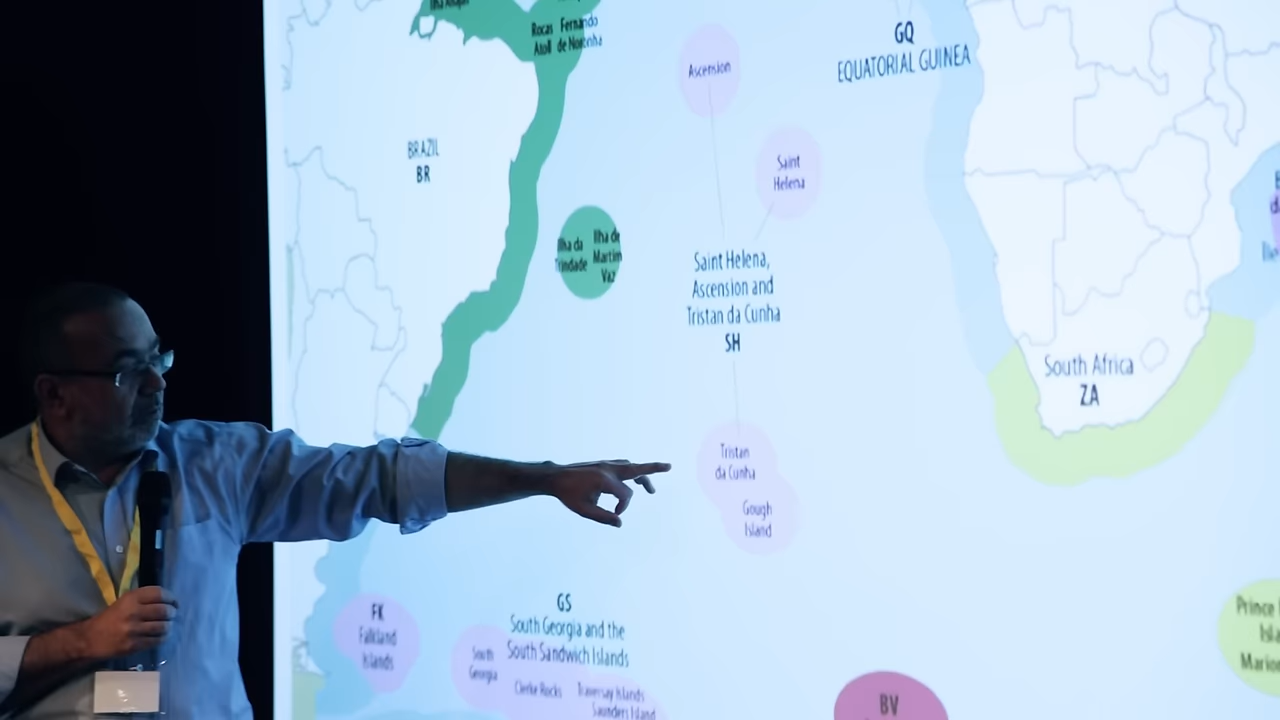 Rocas Fernando
Atoll de Noronha
Ascension
GQ
EQUATORIAL GUINEA
BRAZIL
BR
Saint
Helena
Ilha da
Trindade
Ilha de
Martim
Vaz
Saint Helena,
Ascension and
Tristan da Cunha
SH
South Africa
ZA
Tristan
da Cunha
Gough
Island
FK
Falkland
Islands
GS
South Georgia and the
South Sandwich Islands
South
Georgia
Clerke Rocks
Traversay Islands
Saunders Island
BV
Prince
Marion